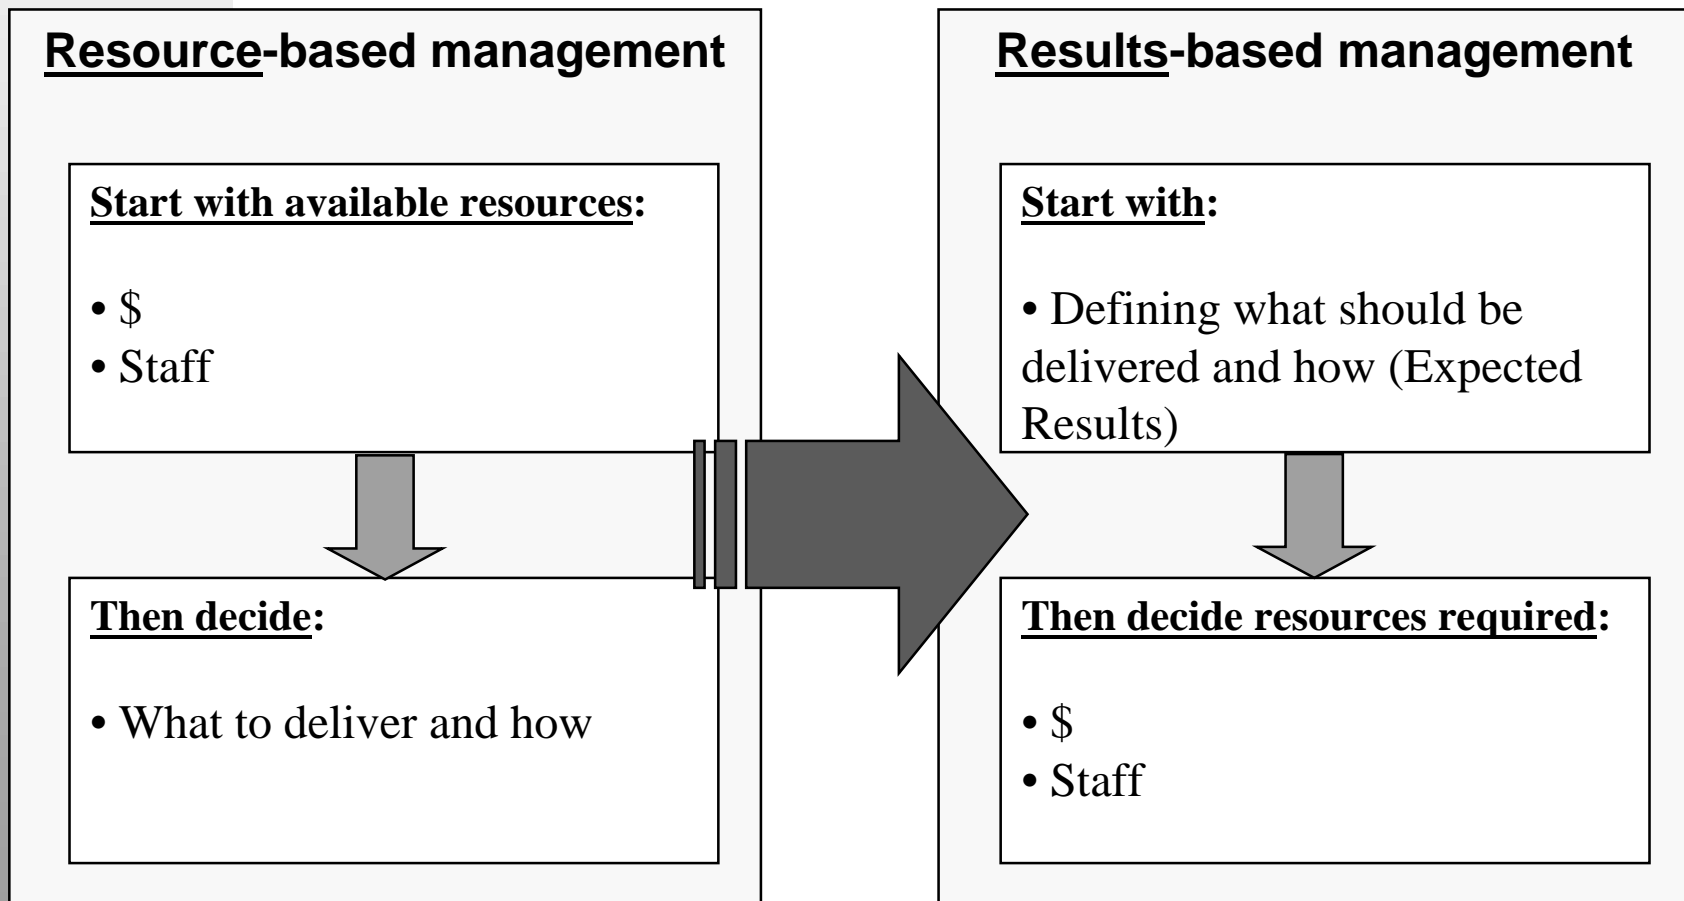 Resource-based management
Start with available resources:
• $
• Staff
Then decide:
• What to deliver and how
Results-based management
Start with:
• Defining what should be
delivered and how (Expected
Results)
Then decide resources required:
• $
• Staff